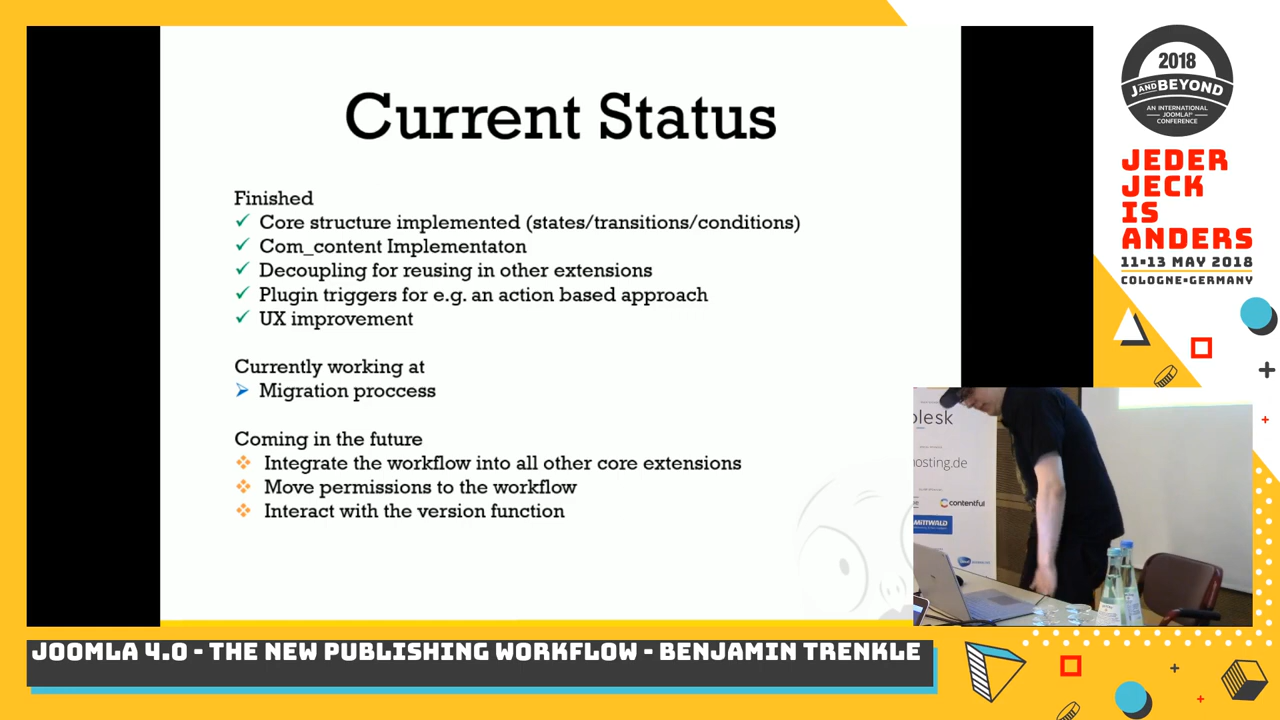 Current Status
Finished
Core structure implemented (states/transitions/conditions)
Com_content Implementaton
Decoupling for reusing in other extensions
Plugin triggers for e.g. an action based approach
UX improvement
Currently working at
Migration proccess
Coming in the future
Integrate the workflow into all other core extensions
Move permissions to the workflow
Interact with the version function
2018
JANDBEYOND
AN INTERNATIONAL
JOOMLA!®
CONFERENCE
JEDER
JECK
IS
ANDERS
11-13 MAY 2018
COLOGNE•GERMANY
lesk
hosting.de
contentful
MITTWALD
JOOMLA 4.0 - THE NEW PUBLISHING WORKFLOW - BENJAMIN TRENKLE